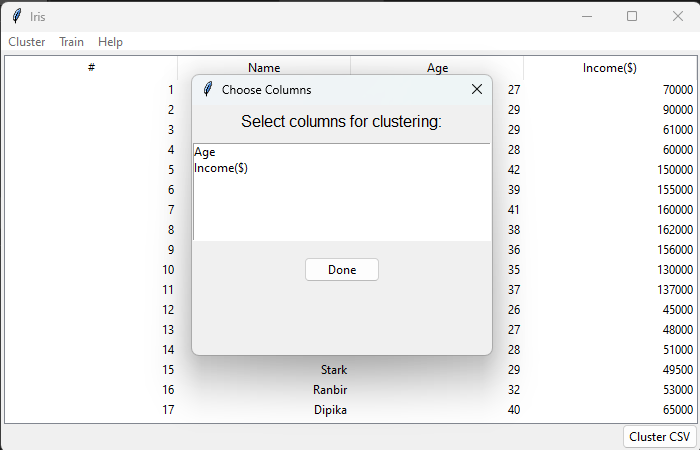 Iris
Cluster Train Help
# Name Age Income($)
Choose Columns
Select columns for clustering:
Age
Income($)
Done
1 27 70000
2 29 90000
3 29 61000
4 28 60000
5 42 150000
6 39 155000
7 41 160000
8 38 162000
9 36 156000
10 35 130000
11 37 137000
12 26 45000
13 27 48000
14 28 51000
15 Stark 29 49500
16 Ranbir 32 53000
17 Dipika 40 65000
Cluster CSV